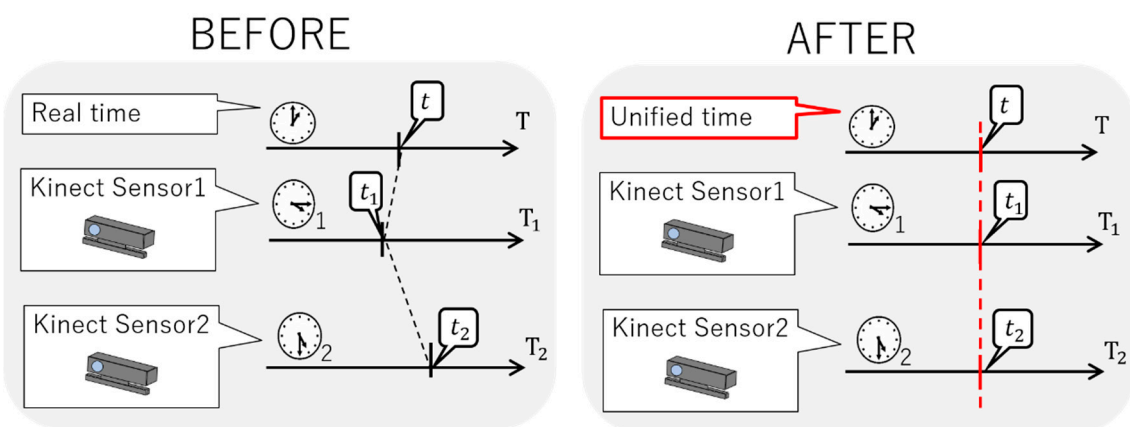 BEFORE
Real time
t
T
Kinect Sensor1
1
t₁
T₁
Kinect Sensor2
2
t₂
T₂
AFTER
Unified time
t
T
Kinect Sensor1
1
t₁
T₁
Kinect Sensor2
2
t₂
T₂